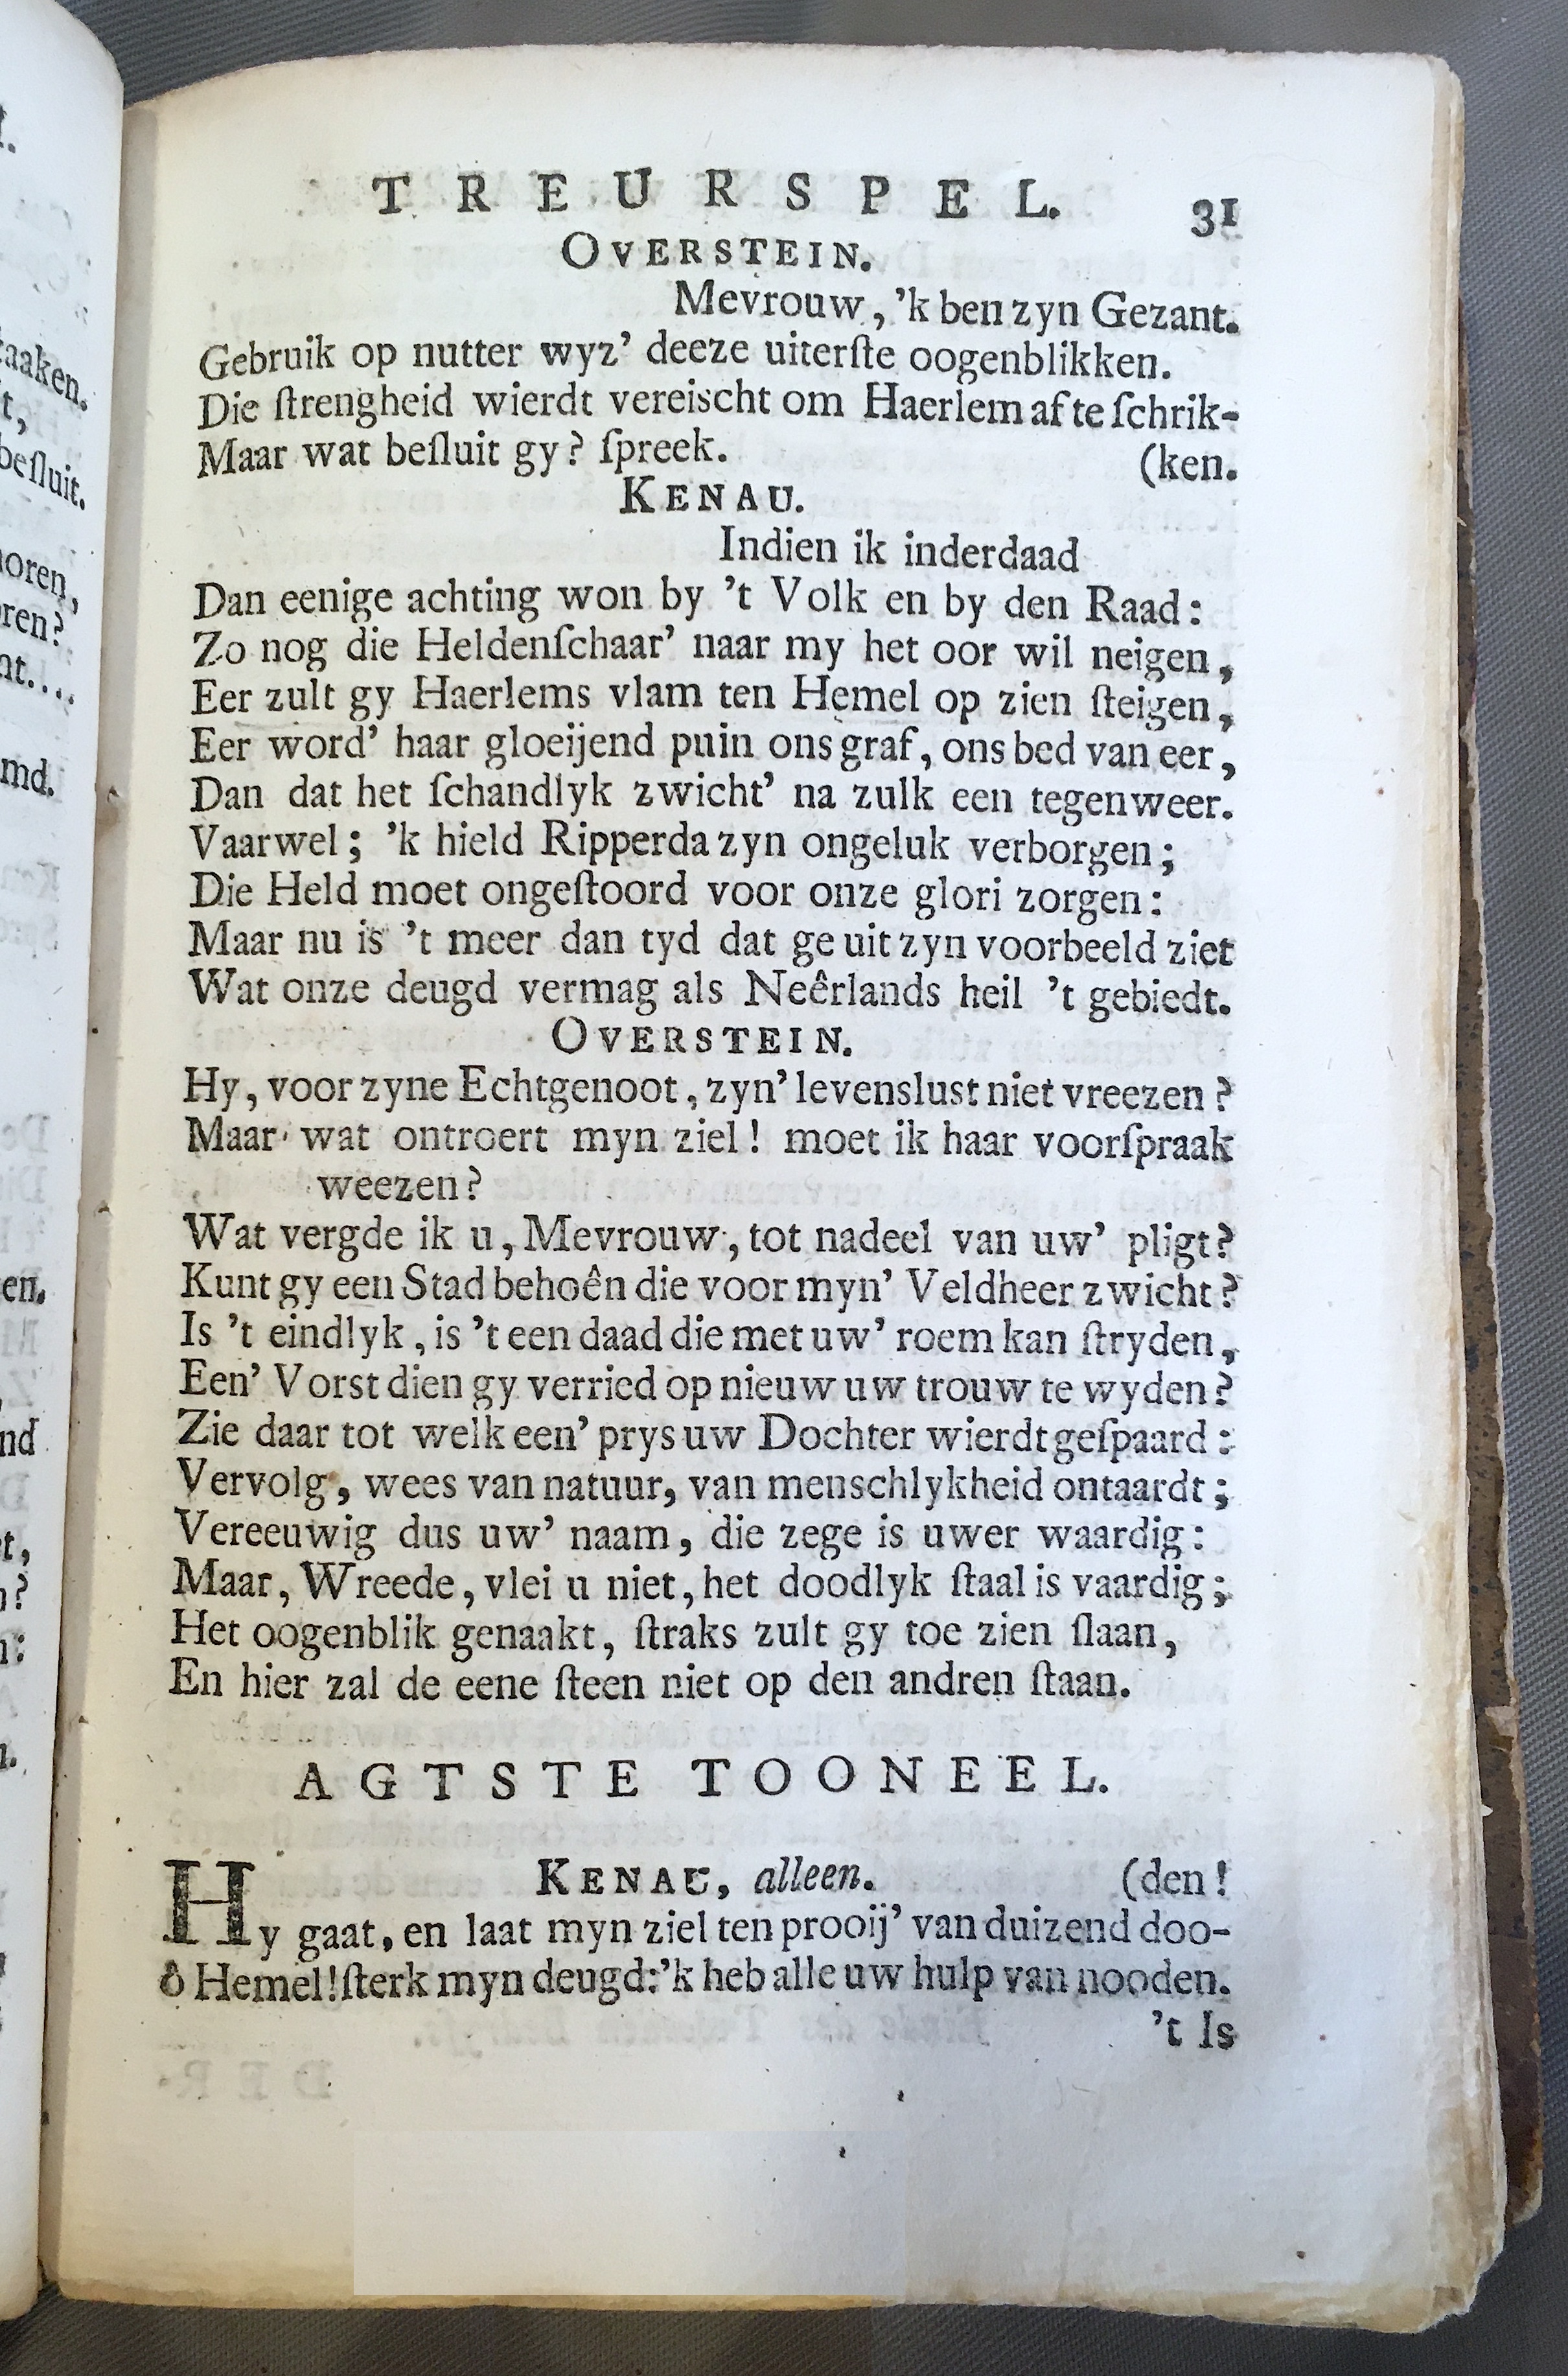 TREURSPEL. 31
OVERSTEIN.
Mevrouw, 'k ben zyn Gezant.
Gebruik op nutter wyz' deeze uiterſte oogenblikken.
Die ſtrengheid wierdt vereischt om Haerlem af te ſchrik-
Maar wat beſluit gy? ſpreek. (ken.
KENAU.
Indien ik inderdaad
Dan eenige achting won by 't Volk en by den Raad:
Zo nog die Heldenſchaar' naar my het oor wil neigen,
Eer zult gy Haerlems vlam ten Hemel op zien ſteigen,
Eer word' haar gloeijend puin ons graf, ons bed van eer,
Dan dat het ſchandlyk zwicht' na zulk een tegenweer.
Vaarwel; 'k hield Ripperda zyn ongeluk verborgen;
Die Held moet ongeſtoord voor onze glori zorgen:
Maar nu is 't meer dan tyd dat ge uit zyn voorbeeld ziet
Wat onze deugd vermag als Neêrlands heil 't gebiedt.
OVERSTEIN.
Hy, voor zyne Echtgenoot, zyn' levenslust niet vreezen?
Maar wat ontroert myn ziel! moet ik haar voorſpraak
weezen?
Wat vergde ik u, Mevrouw, tot nadeel van uw' pligt?
Kunt gy een Stad behoên die voor myn' Veldheer zwicht?
Is 't eindlyk, is 't een daad die met uw' roem kan ſtryden,
Een' Vorst dien gy verried op nieuw uw trouw te wyden?
Zie daar tot welk een' prys uw Dochter wierdt geſpaard:
Vervolg, wees van natuur, van menschlykheid ontaardt;
Vereeuwig dus uw' naam, die zege is uwer waardig:
Maar, Wreede, vlei u niet, het doodlyk ſtaal is vaardig;
Het oogenblik genaakt, ſtraks zult gy toe zien ſlaan,
En hier zal de eene ſteen niet op den andren ſtaan.
AGTSTE TOONEEL.
KENAU, alleen. (den!
Hy gaat, en laat myn ziel ten prooij' van duizend doo-
ô Hemel! ſterk myn deugd: 'k heb alle uw hulp van nooden.
't Is